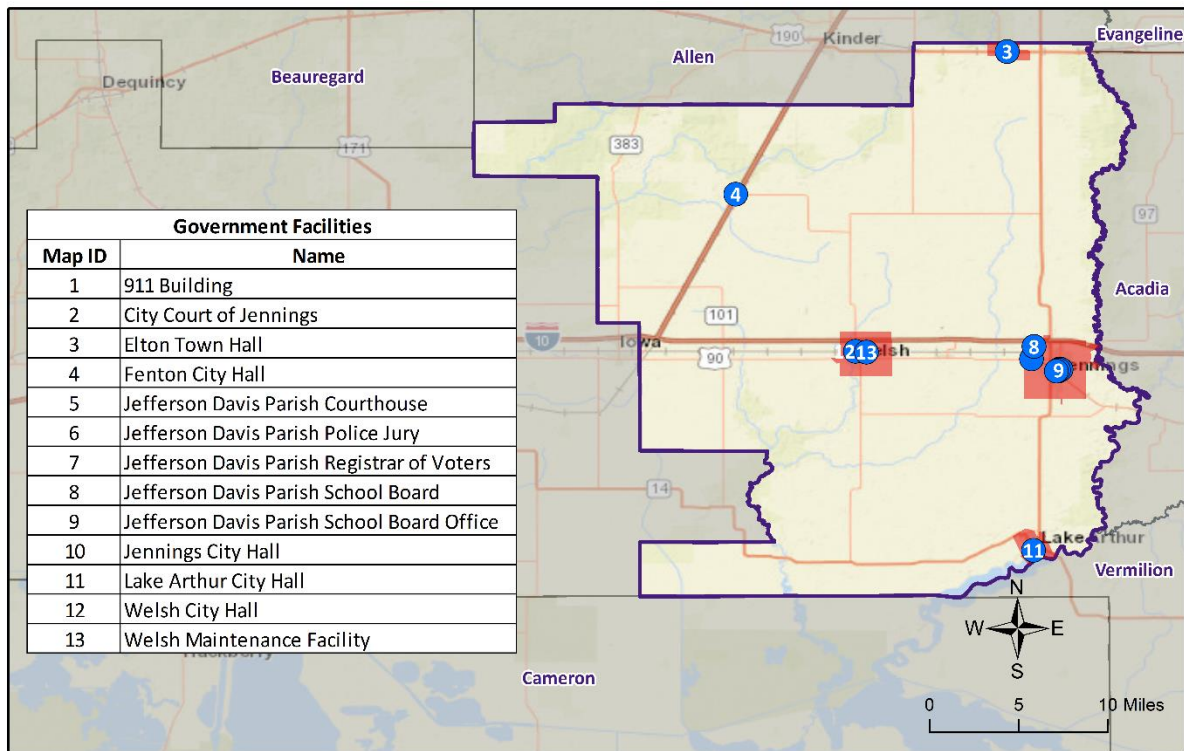 190
Kinder
Evangeline
3
Allen
Beauregard
Dequincy
383
171
97
4
Government Facilities
Map ID Name
1 911 Building
2 City Court of Jennings
3 Elton Town Hall
4 Fenton City Hall
5 Jefferson Davis Parish Courthouse
6 Jefferson Davis Parish Police Jury
7 Jefferson Davis Parish Registrar of Voters
8 Jefferson Davis Parish School Board
9 Jefferson Davis Parish School Board Office
10 Jennings City Hall
11 Lake Arthur City Hall
12 Welsh City Hall
13 Welsh Maintenance Facility
Acadia
101
10
Iowa
90
13
8
9
14
Lake Arthur
11
Vermilion
N
W E
S
Cameron
0 5 10 Miles